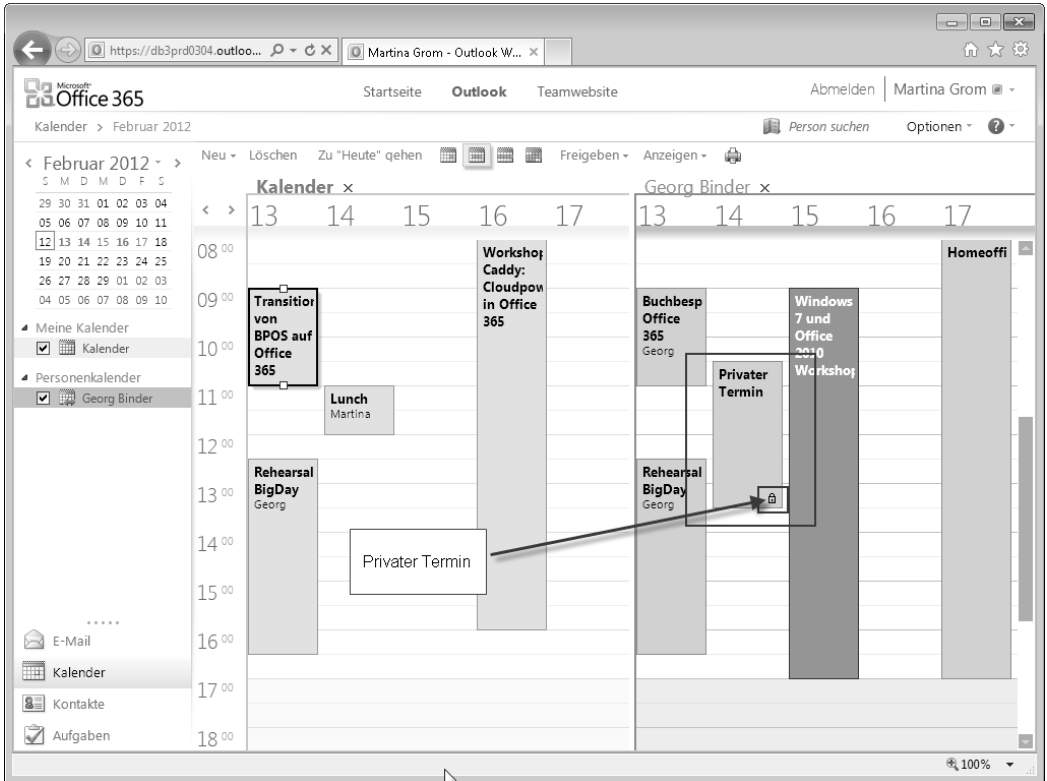 https://db3prd0304.outloo...
Martina Grom - Outlook W...
Microsoft
Office 365
Startseite Outlook Teamwebsite
Abmelden Martina Grom
Kalender > Februar 2012
Person suchen Optionen
Februar 2012
S M D M D F S
29 30 31 01 02 03 04
05 06 07 08 09 10 11
12 13 14 15 16 17 18
19 20 21 22 23 24 25
26 27 28 29 01 02 03
04 05 06 07 08 09 10
Meine Kalender
Kalender
Personenkalender
Georg Binder
E-Mail
Kalender
Kontakte
Aufgaben
Neu Löschen Zu "Heute" gehen Freigeben Anzeigen
Kalender
13 14 15 16 17
08 00
09 00
10 00
11 00
12 00
13 00
14 00
15 00
16 00
17 00
18 00
Transition
von
BPOS auf
Office
365
Rehearsal
BigDay
Georg
Lunch
Martina
Workshop
Caddy:
Cloudpow
in Office
365
Privater Termin
Georg Binder
13 14 15 16 17
Buchbesp
Office
365
Georg
Rehearsal
BigDay
Georg
Privater
Termin
Windows
7 und
Office
2010
Workshop
Homeoffi
100%